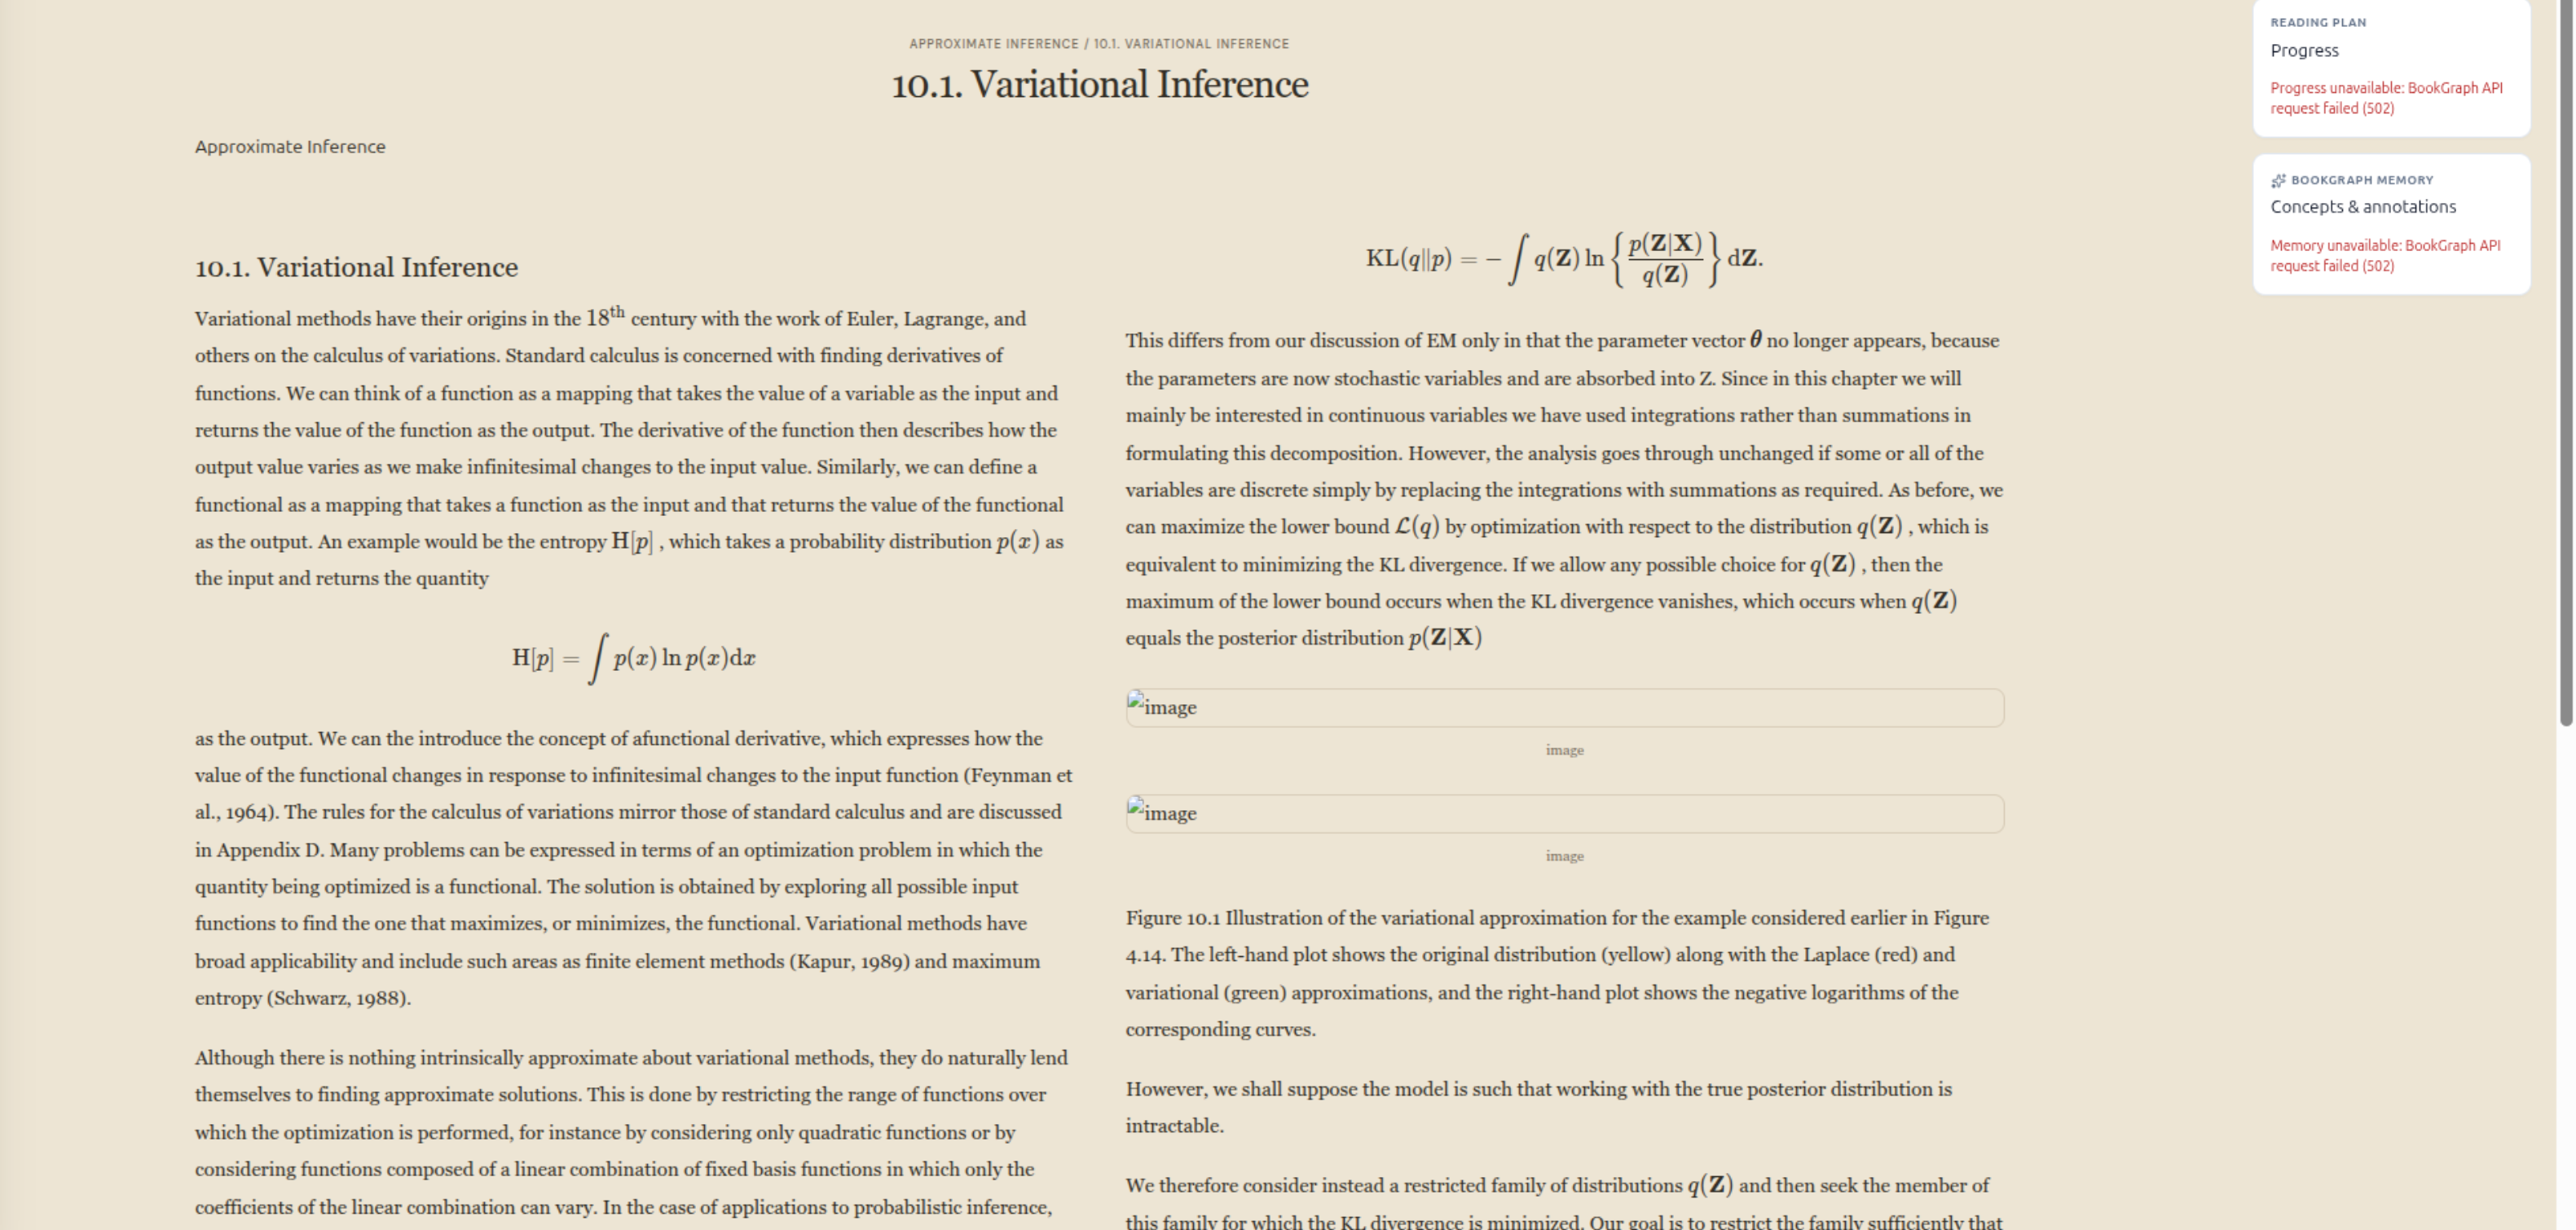 APPROXIMATE INFERENCE / 10.1. VARIATIONAL INFERENCE
10.1. Variational Inference
Approximate Inference
10.1. Variational Inference
Variational methods have their origins in the 18th century with the work of Euler, Lagrange, and
others on the calculus of variations. Standard calculus is concerned with finding derivatives of
functions. We can think of a function as a mapping that takes the value of a variable as the input and
returns the value of the function as the output. The derivative of the function then describes how the
output value varies as we make infinitesimal changes to the input value. Similarly, we can define a
functional as a mapping that takes a function as the input and that returns the value of the functional
as the output. An example would be the entropy H[p] , which takes a probability distribution p(x) as
the input and returns the quantity
H[p] = ∫ p(x) ln p(x)dx
as the output. We can the introduce the concept of afunctional derivative, which expresses how the
value of the functional changes in response to infinitesimal changes to the input function (Feynman et
al., 1964). The rules for the calculus of variations mirror those of standard calculus and are discussed
in Appendix D. Many problems can be expressed in terms of an optimization problem in which the
quantity being optimized is a functional. The solution is obtained by exploring all possible input
functions to find the one that maximizes, or minimizes, the functional. Variational methods have
broad applicability and include such areas as finite element methods (Kapur, 1989) and maximum
entropy (Schwarz, 1988).
Although there is nothing intrinsically approximate about variational methods, they do naturally lend
themselves to finding approximate solutions. This is done by restricting the range of functions over
which the optimization is performed, for instance by considering only quadratic functions or by
considering functions composed of a linear combination of fixed basis functions in which only the
coefficients of the linear combination can vary. In the case of applications to probabilistic inference,
KL(q||p) = − ∫ q(Z) ln { p(Z|X) / q(Z) } dZ.
This differs from our discussion of EM only in that the parameter vector θ no longer appears, because
the parameters are now stochastic variables and are absorbed into Z. Since in this chapter we will
mainly be interested in continuous variables we have used integrations rather than summations in
formulating this decomposition. However, the analysis goes through unchanged if some or all of the
variables are discrete simply by replacing the integrations with summations as required. As before, we
can maximize the lower bound ℒ(q) by optimization with respect to the distribution q(Z) , which is
equivalent to minimizing the KL divergence. If we allow any possible choice for q(Z) , then the
maximum of the lower bound occurs when the KL divergence vanishes, which occurs when q(Z)
equals the posterior distribution p(Z|X)
image
image
image
image
Figure 10.1 Illustration of the variational approximation for the example considered earlier in Figure
4.14. The left-hand plot shows the original distribution (yellow) along with the Laplace (red) and
variational (green) approximations, and the right-hand plot shows the negative logarithms of the
corresponding curves.
However, we shall suppose the model is such that working with the true posterior distribution is
intractable.
We therefore consider instead a restricted family of distributions q(Z) and then seek the member of
this family for which the KL divergence is minimized. Our goal is to restrict the family sufficiently that
READING PLAN
Progress
Progress unavailable: BookGraph API
request failed (502)
BOOKGRAPH MEMORY
Concepts & annotations
Memory unavailable: BookGraph API
request failed (502)